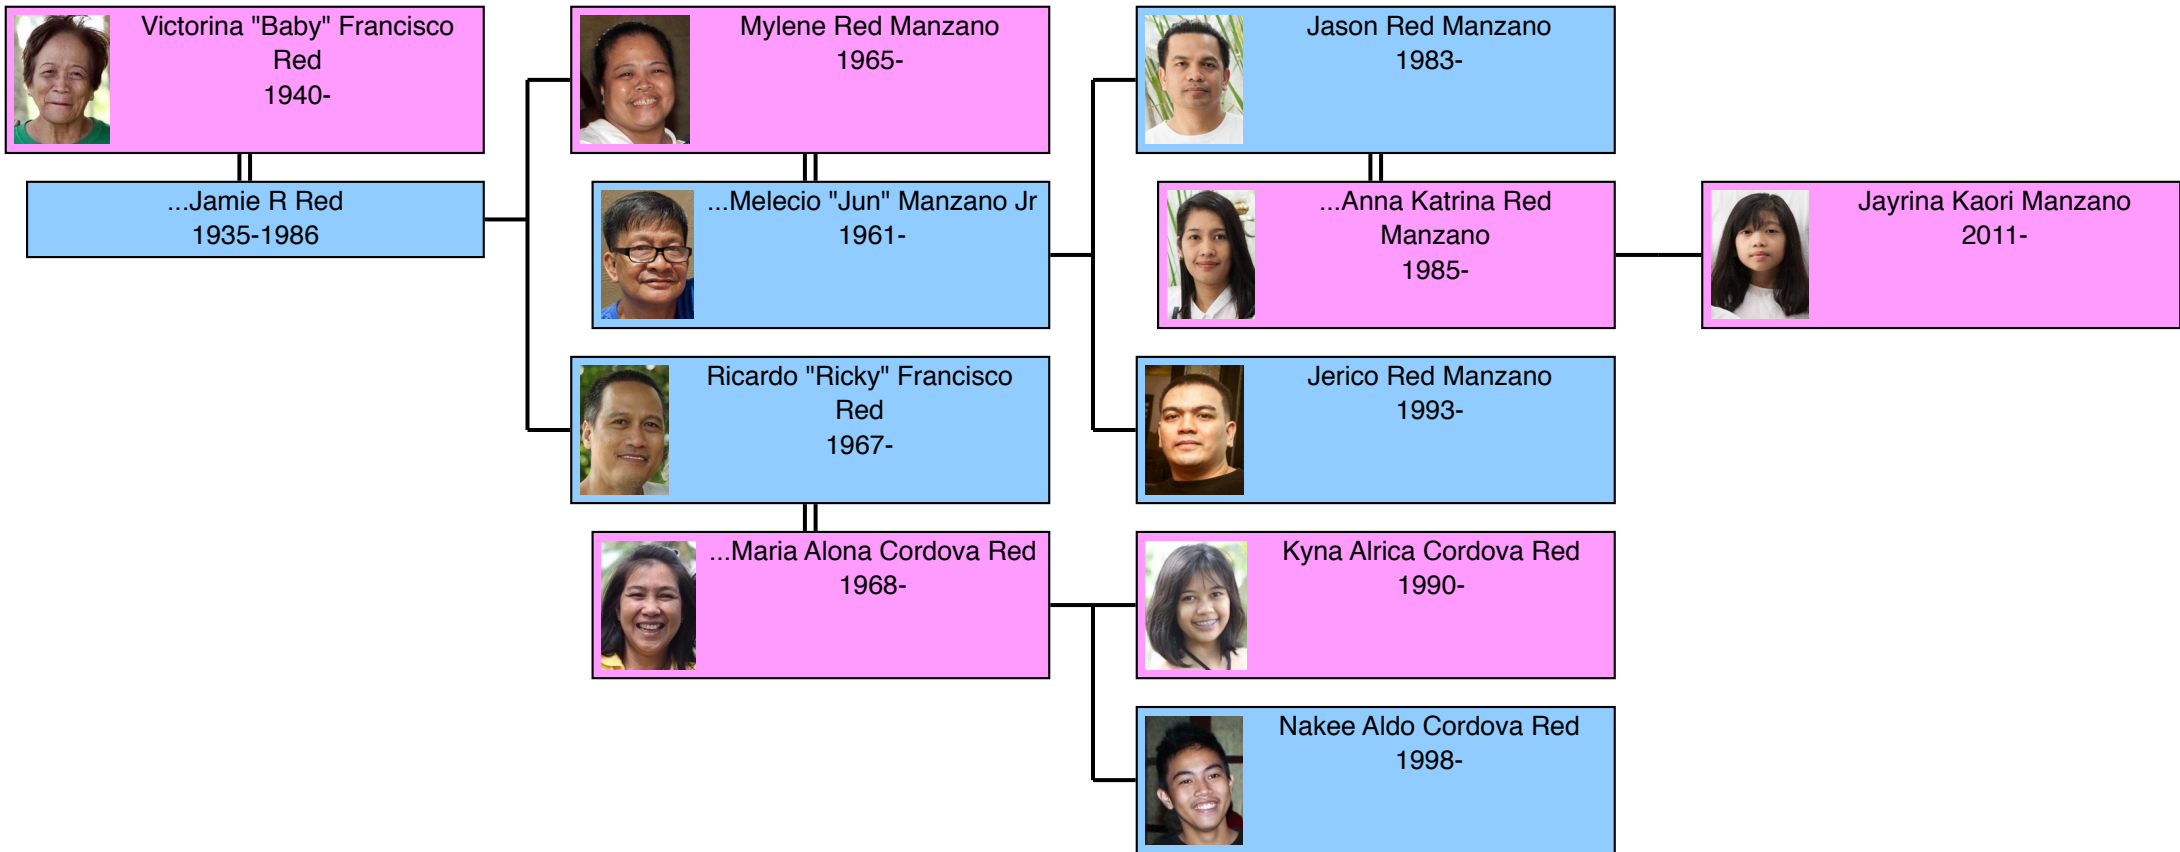 Victorina "Baby" Francisco
Red
1940-
...Jamie R Red
1935-1986
Mylene Red Manzano
1965-
...Melecio "Jun" Manzano Jr
1961-
Ricardo "Ricky" Francisco
Red
1967-
...Maria Alona Cordova Red
1968-
Jason Red Manzano
1983-
...Anna Katrina Red
Manzano
1985-
Jerico Red Manzano
1993-
Kyna Alrica Cordova Red
1990-
Nakee Aldo Cordova Red
1998-
Jayrina Kaori Manzano
2011-